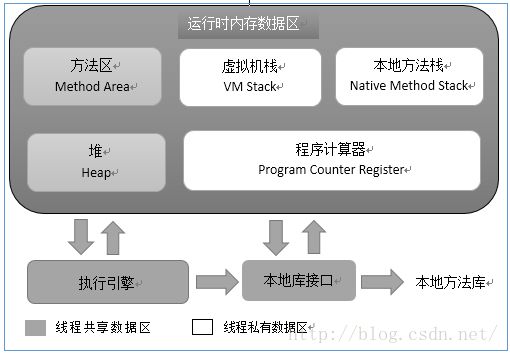 运行时内存数据区
方法区
Method Area
虚拟机栈
VM Stack
本地方法栈
Native Method Stack
堆
Heap
程序计算器
Program Counter Register
执行引擎
本地库接口
本地方法库
线程共享数据区
线程私有数据区
http://blog.csdn.net/